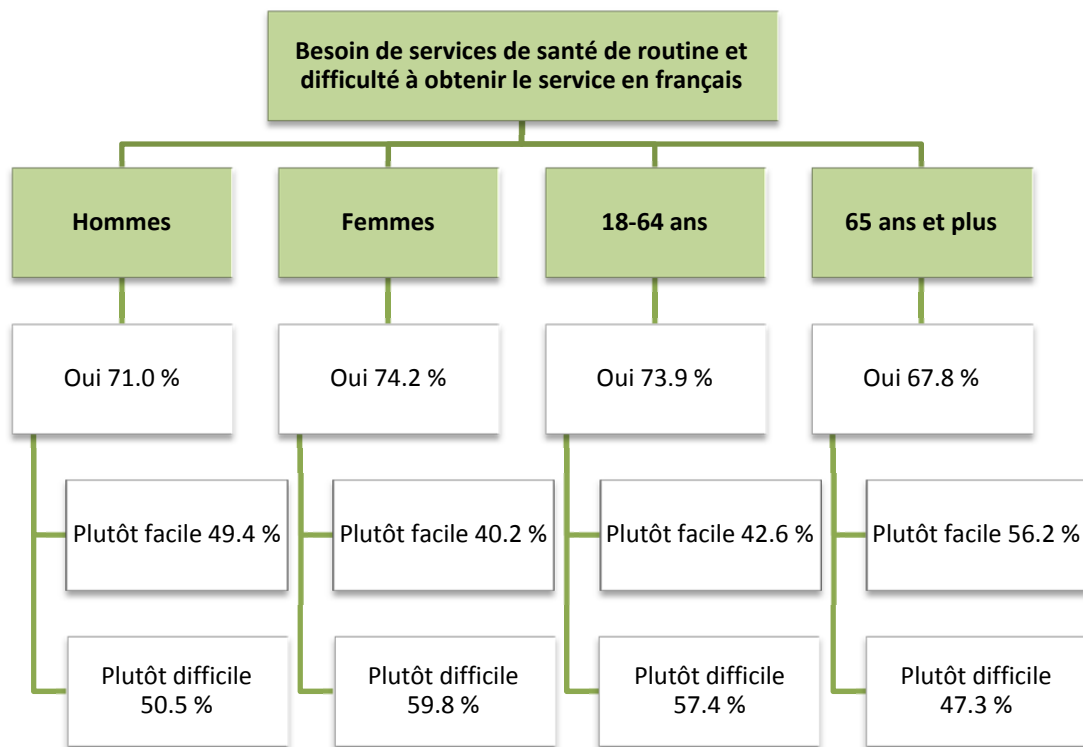 Besoin de services de santé de routine et
difficulté à obtenir le service en français
Hommes
Femmes
18-64 ans
65 ans et plus
Oui 71.0 %
Oui 74.2 %
Oui 73.9 %
Oui 67.8 %
Plutôt facile 49.4 %
Plutôt facile 40.2 %
Plutôt facile 42.6 %
Plutôt facile 56.2 %
Plutôt difficile
50.5 %
Plutôt difficile
59.8 %
Plutôt difficile
57.4 %
Plutôt difficile
47.3 %